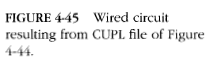 FIGURE 4-45 Wired circuit
resulting from CUPL file of Figure
4-44.